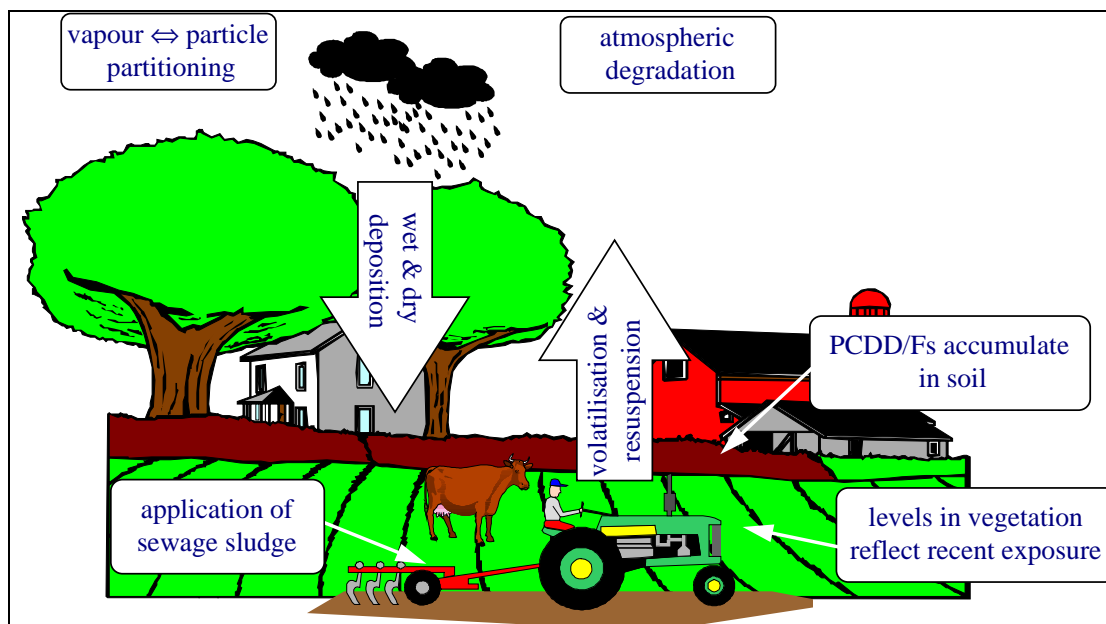 vapour ⇔ particle
partitioning
atmospheric
degradation
wet & dry
deposition
volatilisation &
resuspension
PCDD/Fs accumulate
in soil
application of
sewage sludge
levels in vegetation
reflect recent exposure